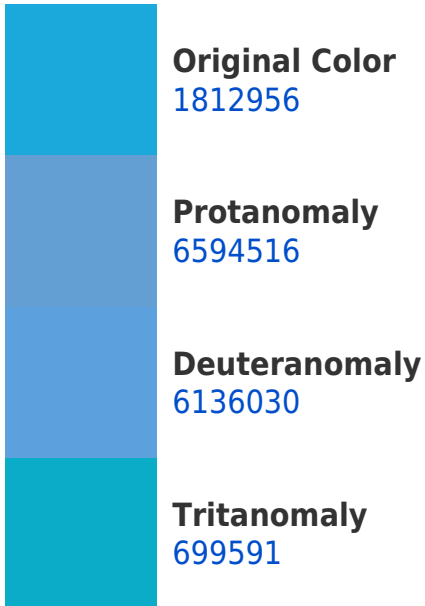 Original Color
1812956
Protanomaly
6594516
Deuteranomaly
6136030
Tritanomaly
699591